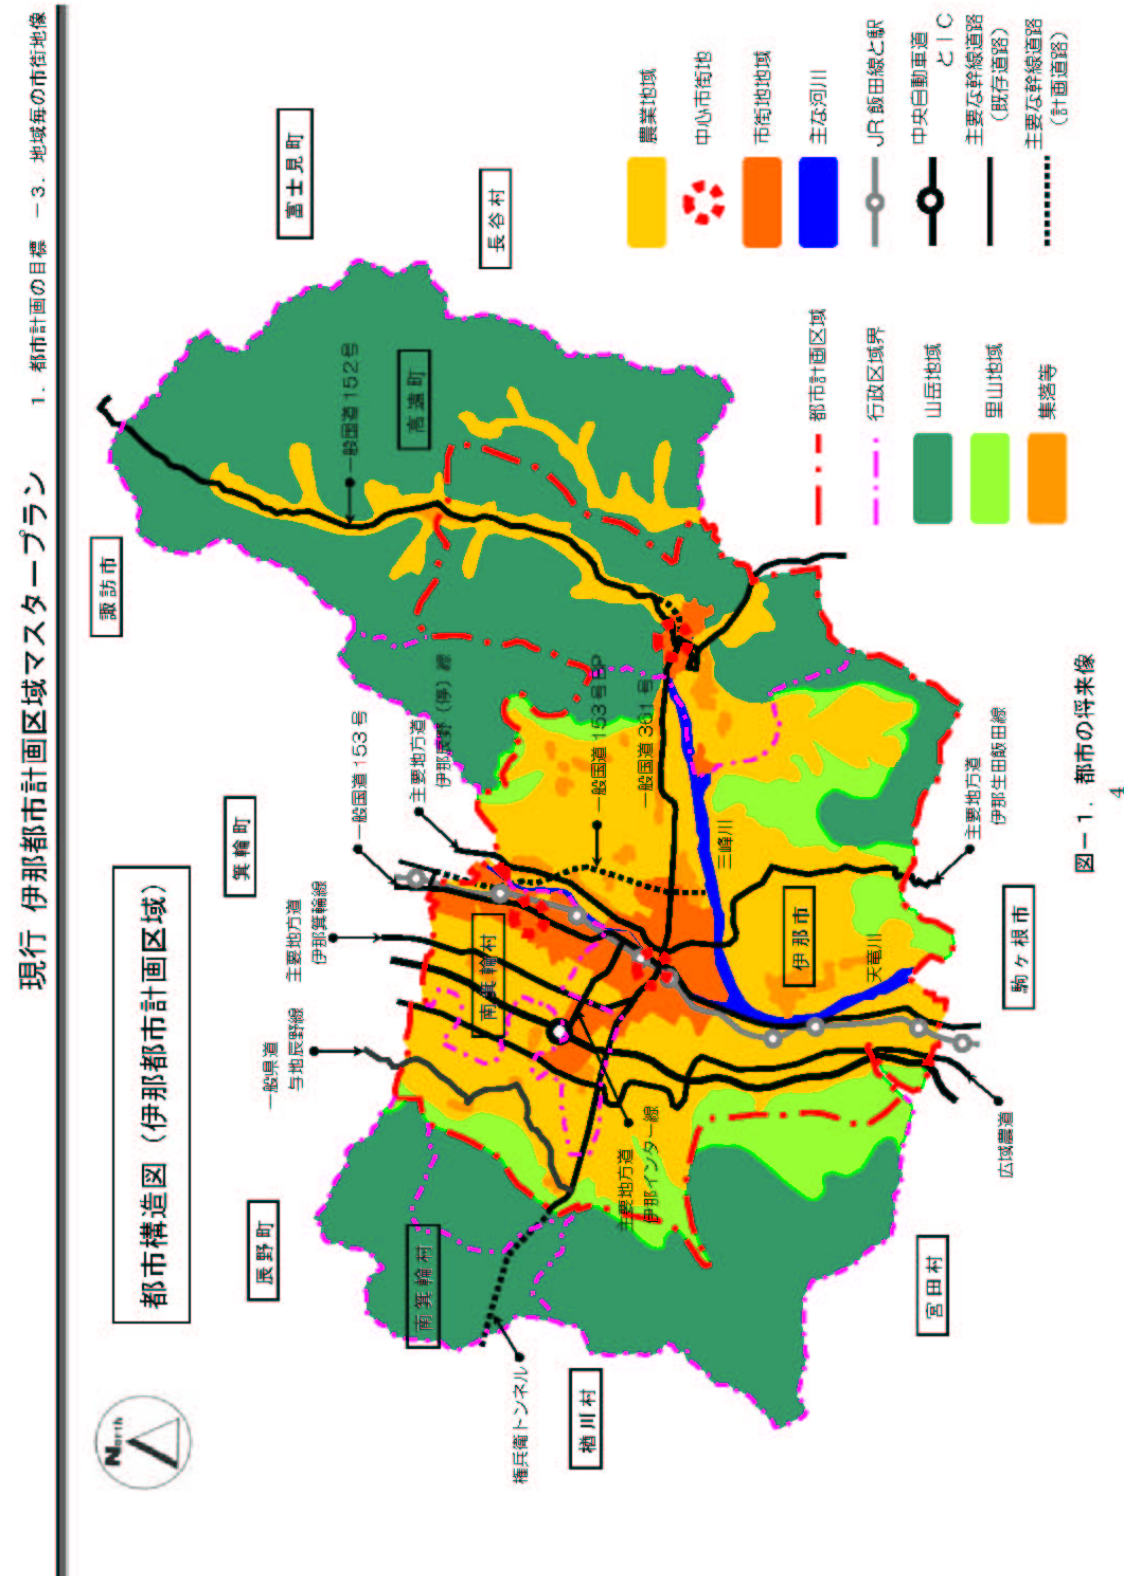 現行 伊那都市計画区域マスタープラン
1. 都市計画の目標 －3. 地域毎の市街地像
都市構造図（伊那都市計画区域）
North
辰野町
箕輪町
諏訪市
富士見町
長谷村
高遠町
南箕輪村
南箕輪村
伊那市
楢川村
宮田村
駒ヶ根市
一般県道
与地辰野線
主要地方道
伊那箕輪線
一般国道153号
主要地方道
伊那辰野（停）線
一般国道153号BP
一般国道361号
一般国道152号
権兵衛トンネル
主要地方道
伊那インター線
三峰川
天竜川
広域農道
主要地方道
伊那生田飯田線
都市計画区域
行政区域界
山岳地域
里山地域
集落等
農業地域
中心市街地
市街地地域
主な河川
JR飯田線と駅
中央自動車道
とIC
主要な幹線道路
（既存道路）
主要な幹線道路
（計画道路）
図－1. 都市の将来像
4